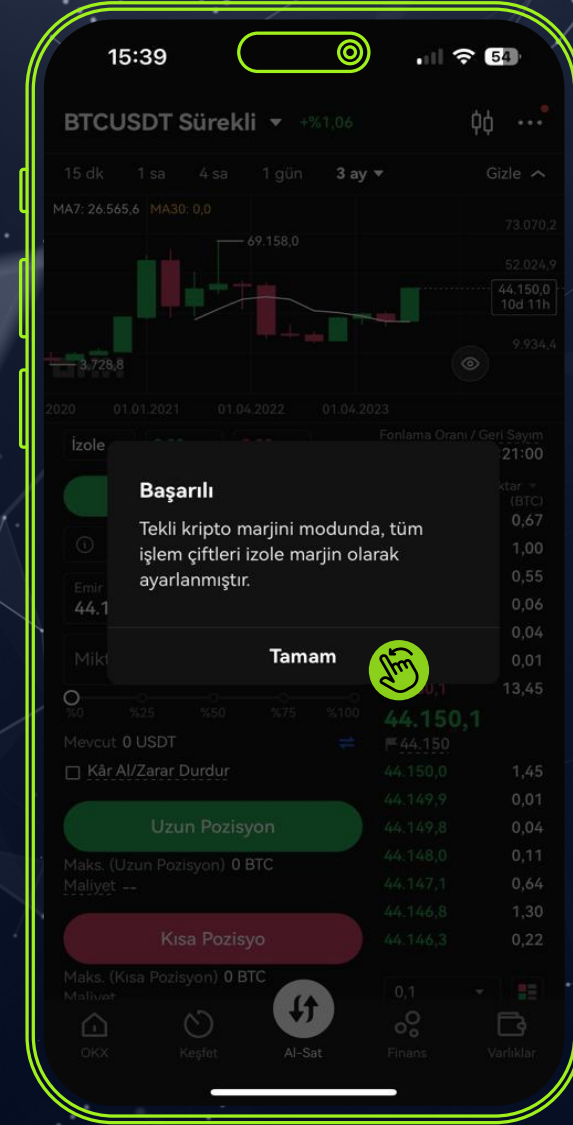 15:39
54
BTCUSDT Sürekli
+%1,06
15 dk 1 sa 4 sa 1 gün 3 ay Gizle
MA7: 26.565,6 MA30: 0,0
73.070,2
69.158,0
52.024,9
44.150,0
10d 11h
9.934,4
3.728,8
2020 01.01.2021 01.04.2022 01.04.2023
İzole
Fonlama Oranı / Geri Sayım
:21:00
(BTC)
Başarılı
Tekli kripto marjini modunda, tüm
işlem çiftleri izole marjin olarak
ayarlanmıştır.
Tamam
Emir
44.1
Mikt
0,67
1,00
0,55
0,06
0,04
0,01
13,45
%0 %25 %50 %75 %100
44.150,1
44.150
Mevcut 0 USDT
Kâr Al/Zarar Durdur
44.150,0 1,45
44.149,9 0,01
Uzun Pozisyon
44.149,8 0,04
Maks. (Uzun Pozisyon) 0 BTC
44.148,0 0,11
Maliyet --
44.147,1 0,64
44.146,8 1,30
Kısa Pozisyo
44.146,3 0,22
Maks. (Kısa Pozisyon) 0 BTC
Maliyet
0,1
OKX Keşfet Al-Sat Finans Varlıklar